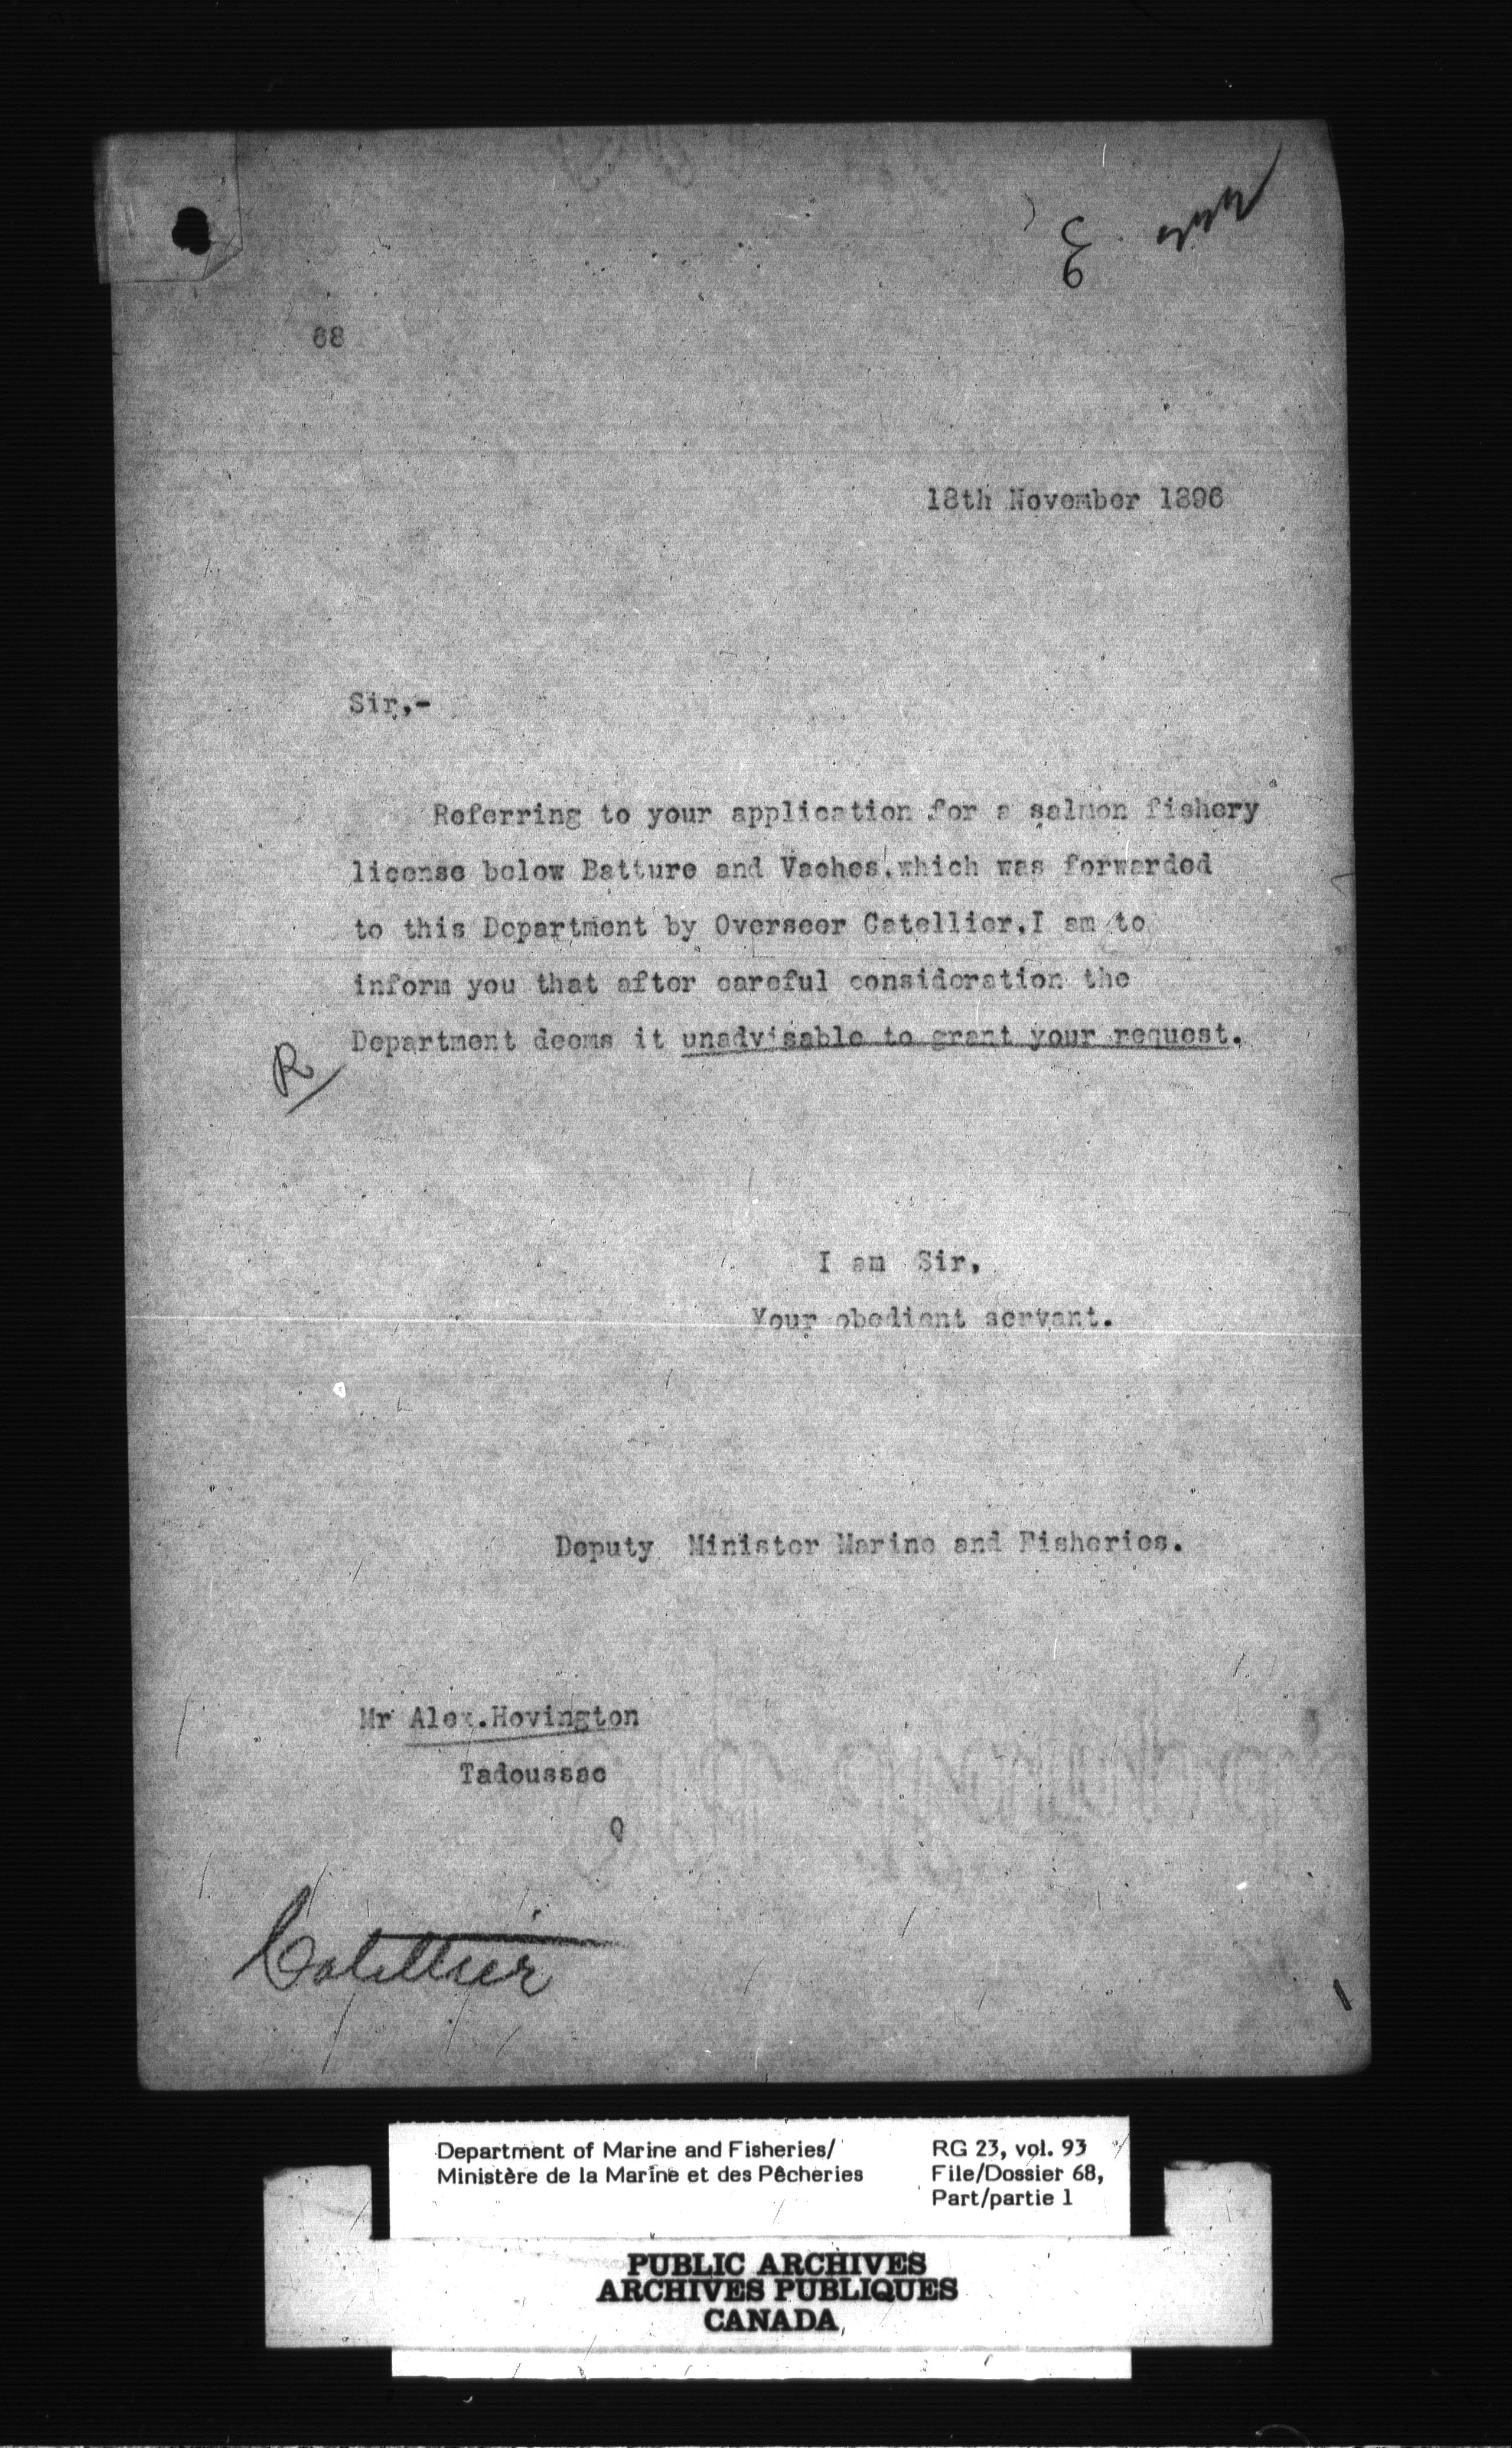 68
18th November 1896
Sir,-
Referring to your application for a salmon fishery
license below Batture and Vaches, which was forwarded
to this Department by Overseer Catellier. I am to
inform you that after careful consideration the
Department deems it unadvisable to grant your request.
R
I am Sir,
Your obedient servant.
Deputy Minister Marine and Fisheries.
Mr Alex. Hovington
Tadoussac
Q
Catellier
Department of Marine and Fisheries/
Ministère de la Marine et des Pêcheries
RG 23, vol. 93
File/Dossier 68,
Part/partie 1
PUBLIC ARCHIVES
ARCHIVES PUBLIQUES
CANADA